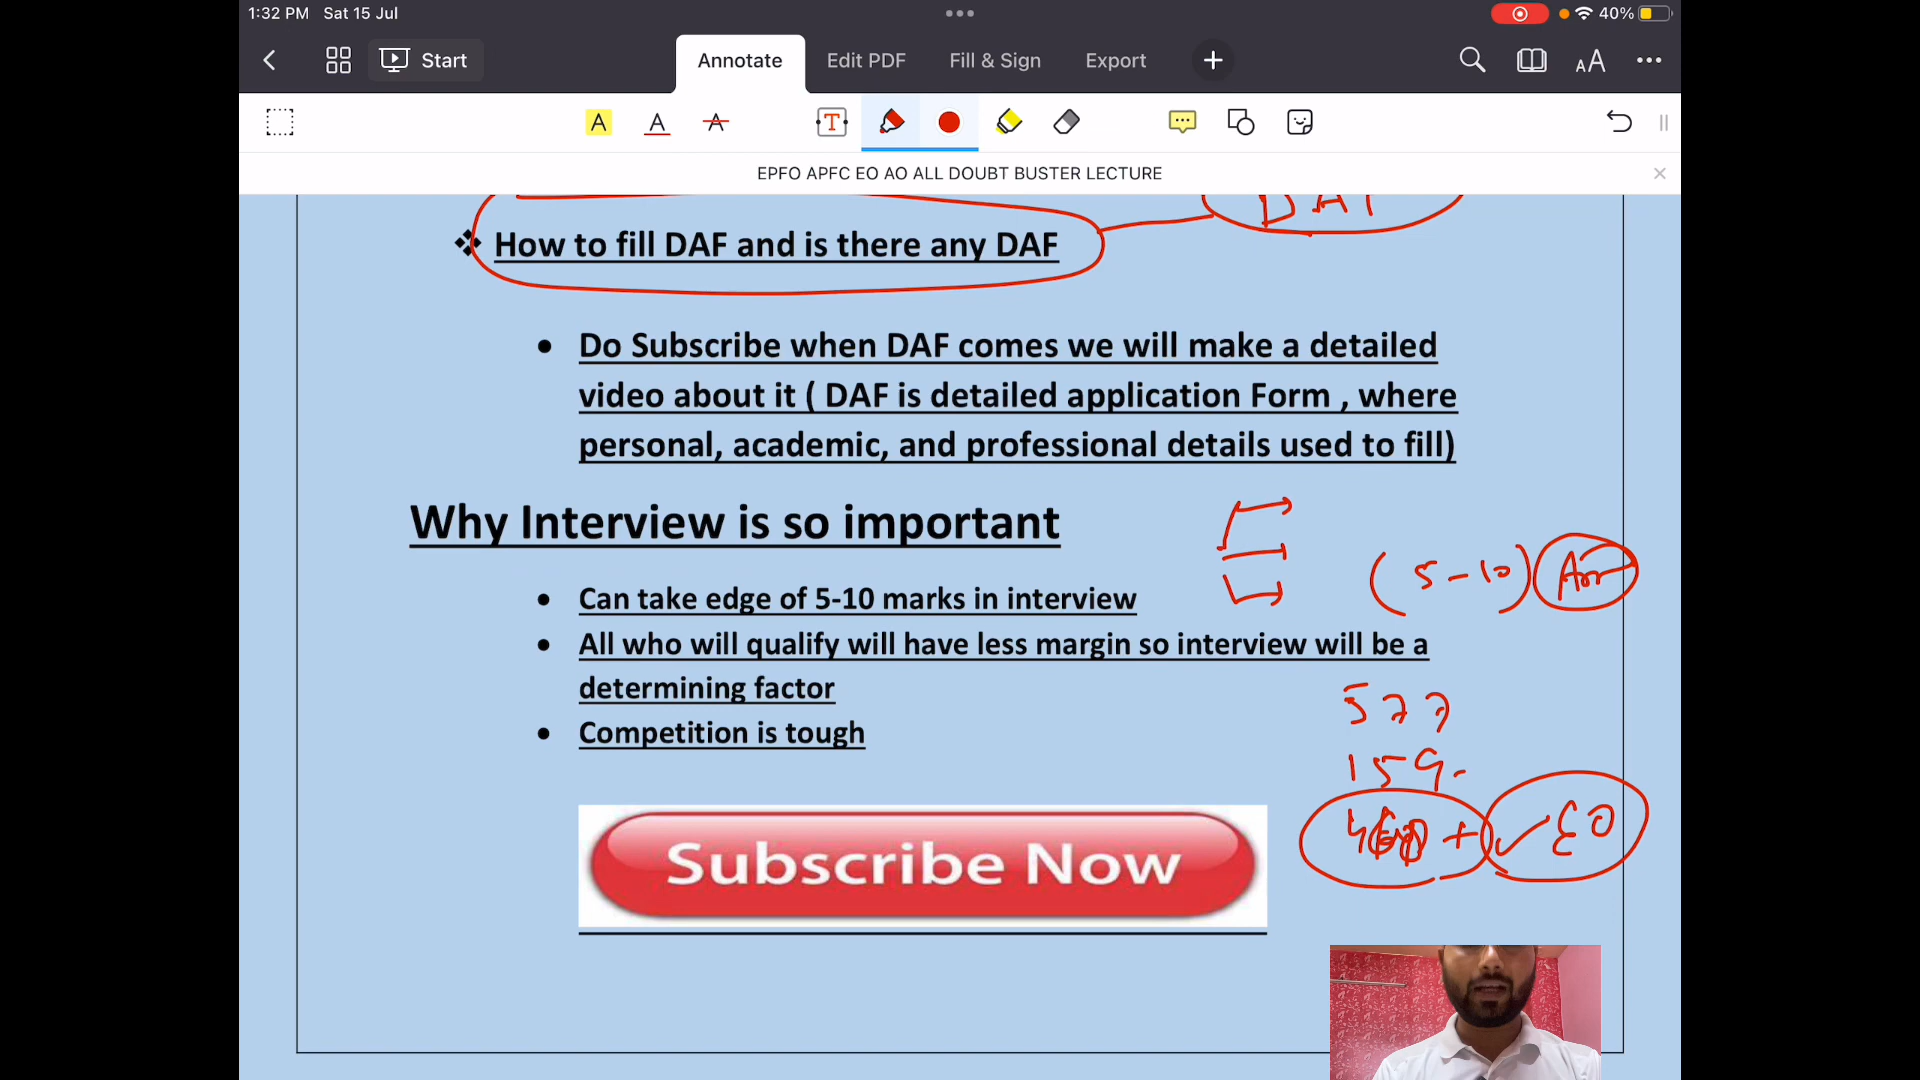 1:32 PM Sat 15 Jul
40%
Start
Annotate
Edit PDF
Fill & Sign
Export
AA
A A A T
EPFO APFC EO AO ALL DOUBT BUSTER LECTURE
DAF
How to fill DAF and is there any DAF
Do Subscribe when DAF comes we will make a detailed
video about it ( DAF is detailed application Form , where
personal, academic, and professional details used to fill)
Why Interview is so important
(5-10)
Can take edge of 5-10 marks in interview
All who will qualify will have less margin so interview will be a
determining factor
577
Competition is tough
159
+ EO
Subscribe Now